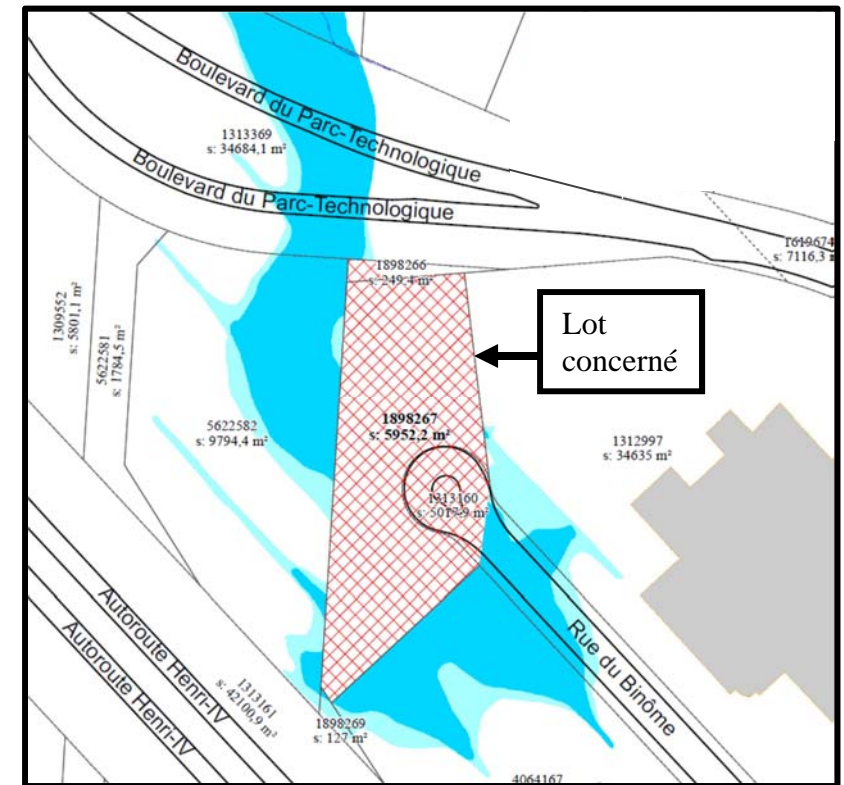 Boulevard du Parc-Technologique
1313369
s: 34684,1 m²
Boulevard du Parc-Technologique
1619674
s: 7116,3
1898266
s: 249,4 m²
1309552
s: 5801,1 m²
5622581
s: 1784,5 m²
Lot
concerné
5622582
s: 9794,4 m²
1898267
s: 5952,2 m²
1312997
s: 34635 m²
1313160
s: 5017,9 m²
Autoroute Henri-IV
Autoroute Henri-IV
1313161
s: 42100,9 m²
Rue du Binôme
1898269
s: 127 m²
4064167